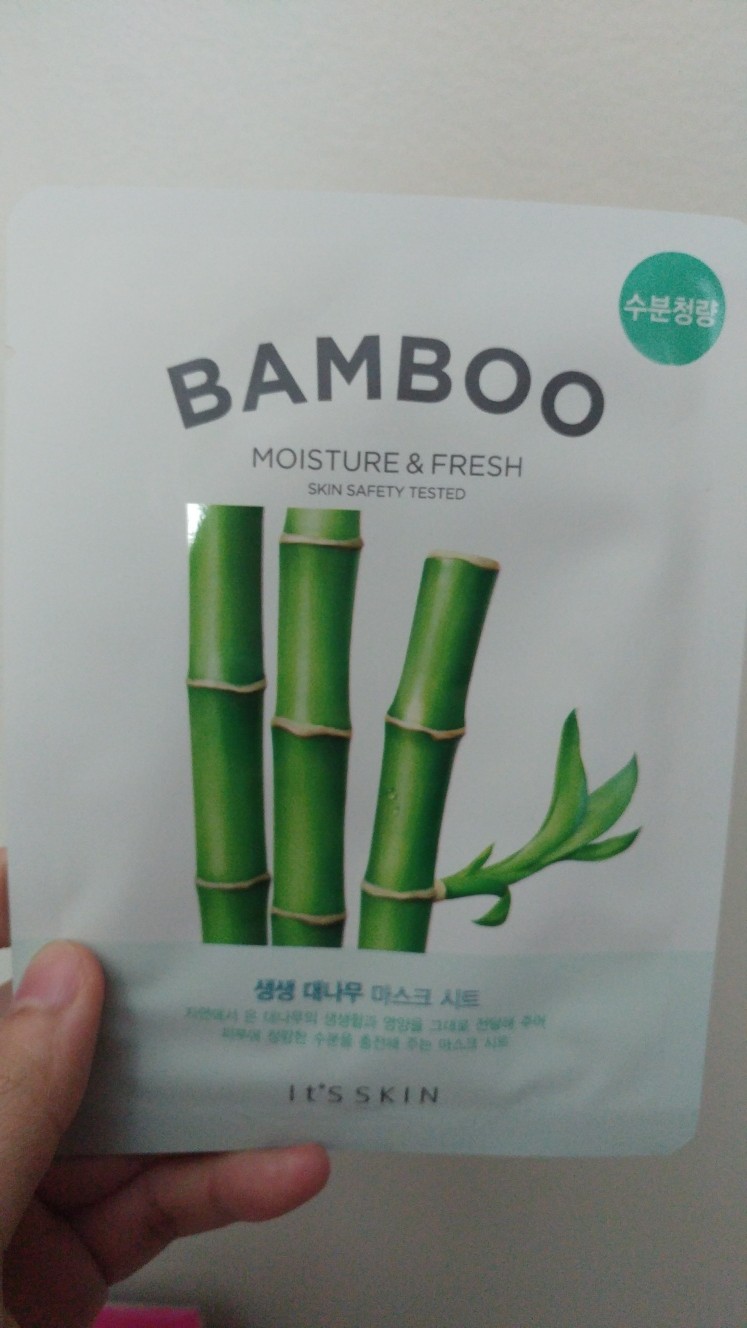 수분청량
BAMBOO
MOISTURE & FRESH
SKIN SAFETY TESTED
생생 대나무 마스크 시트
자연에서 온 대나무의 생생함과 영양을 그대로 전달해 주어
피부에 청량한 수분을 충전해 주는 마스크 시트
It'S SKIN